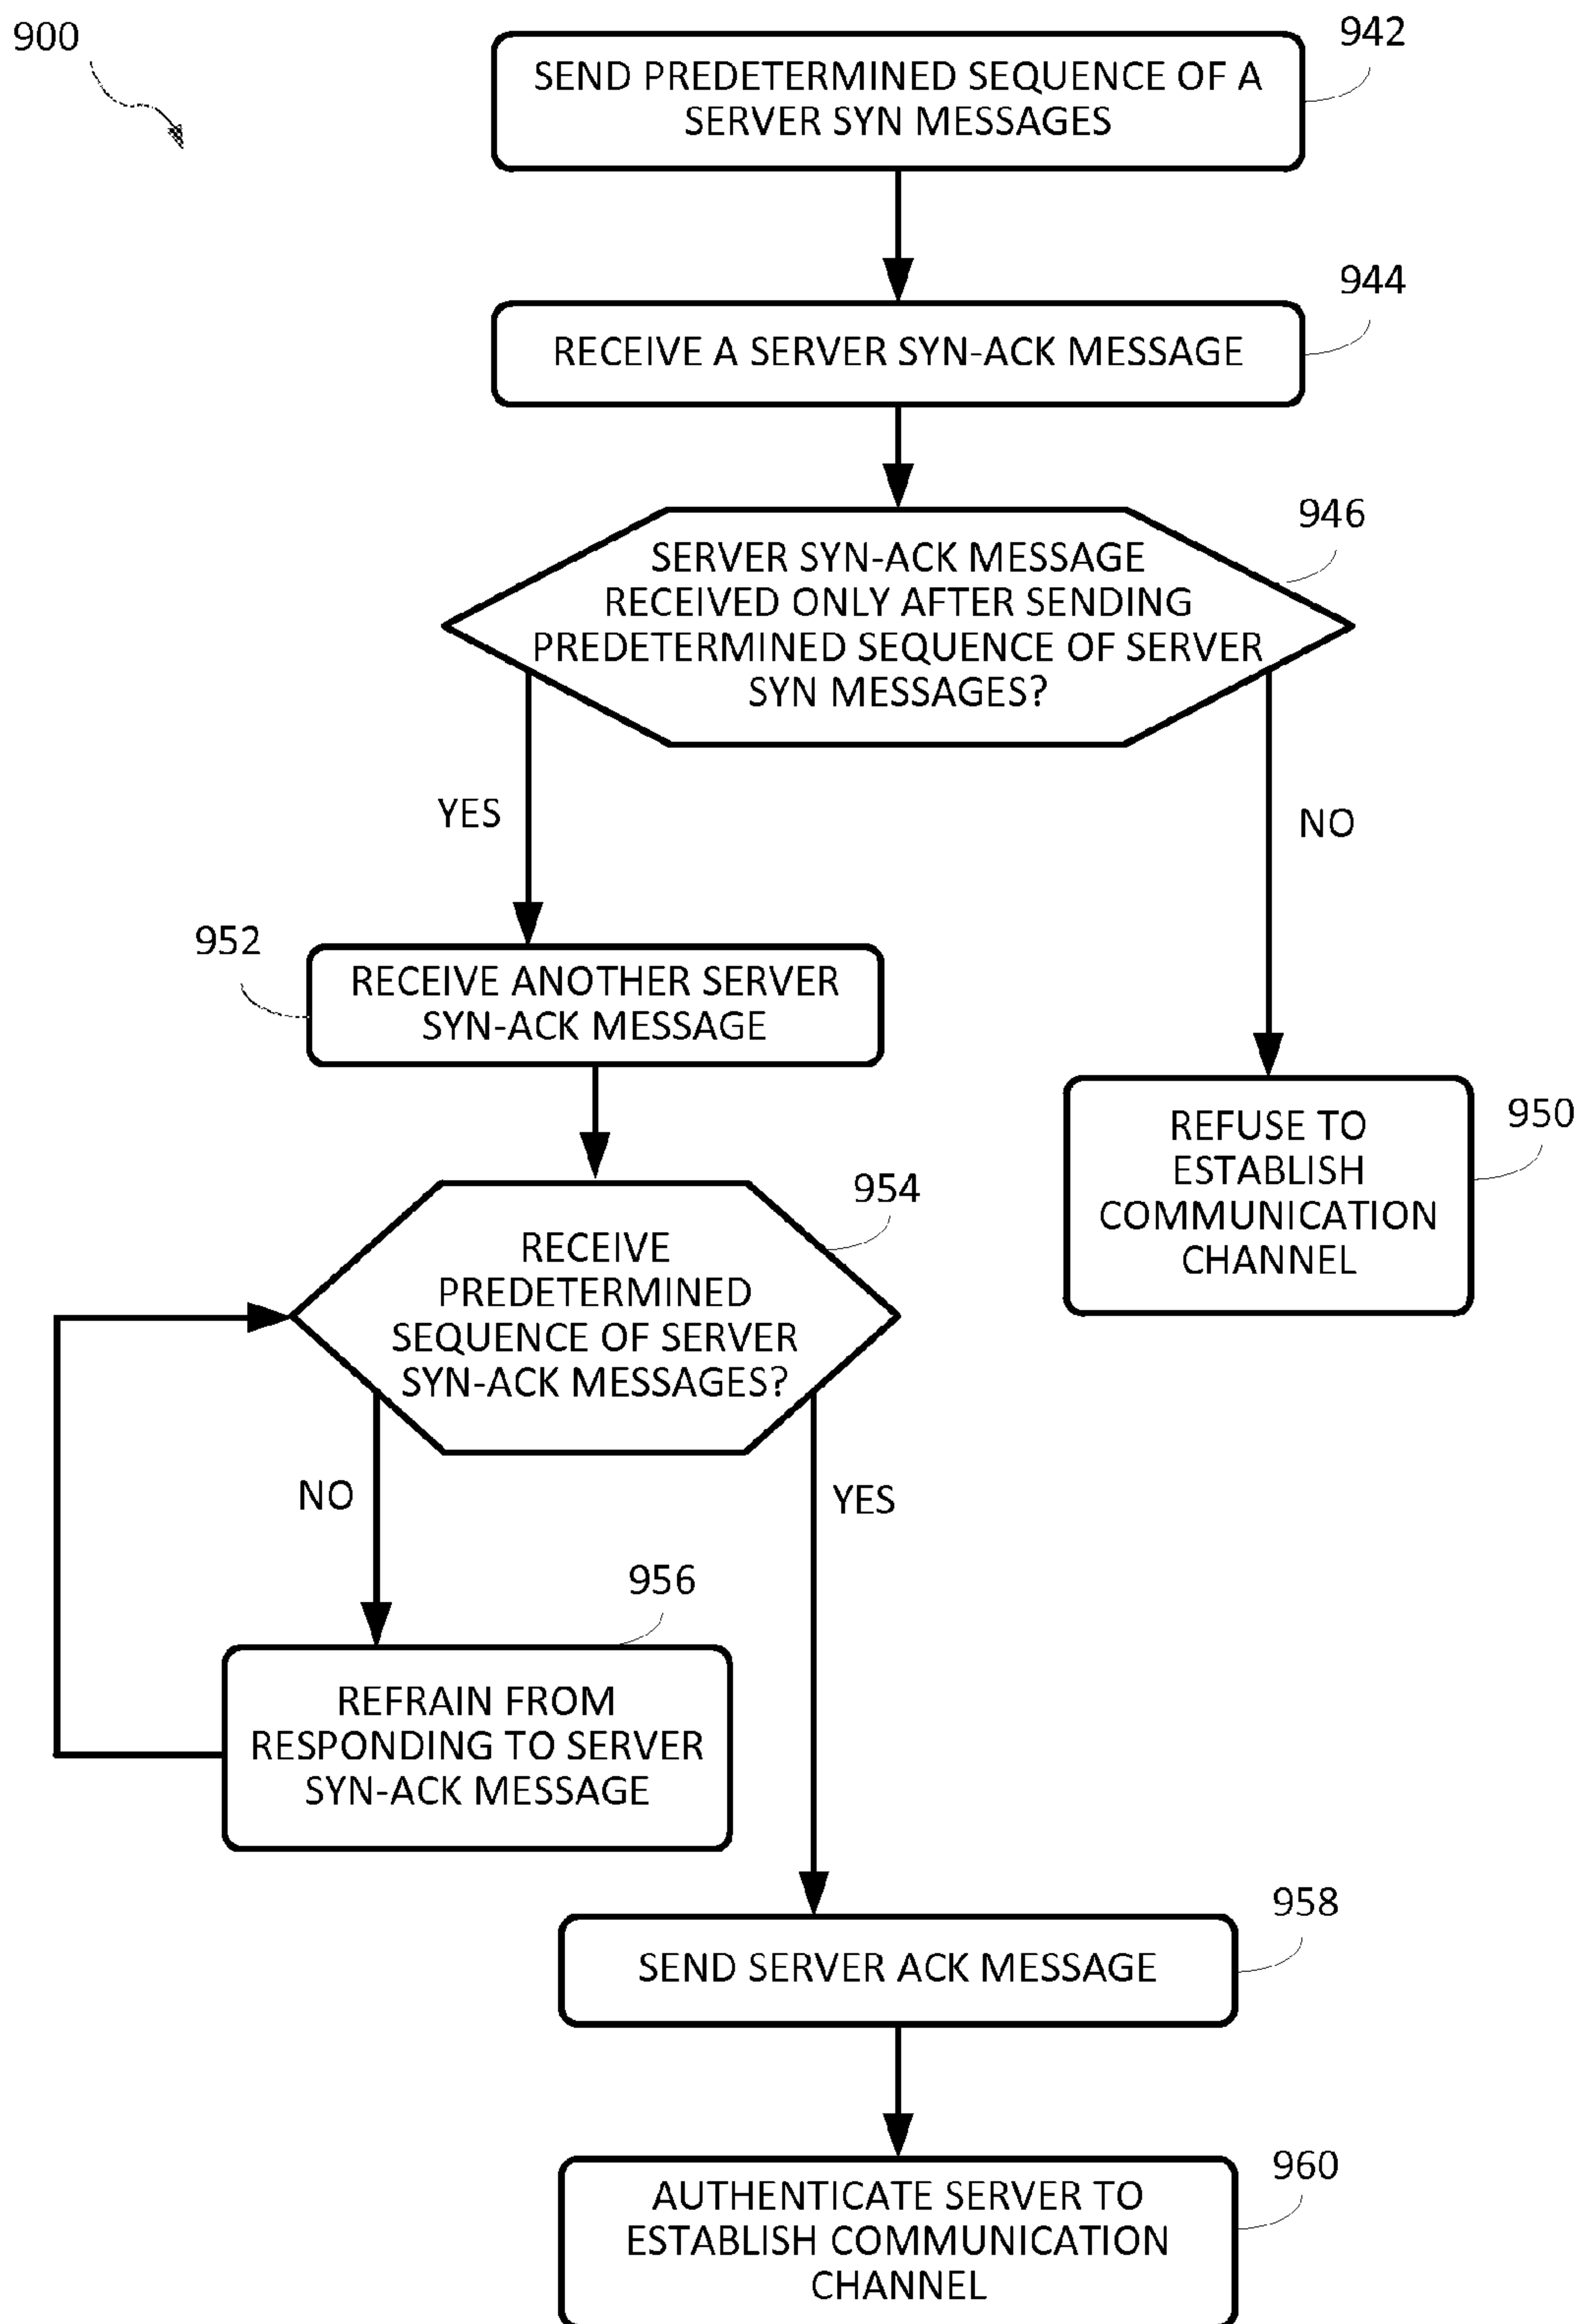 900
942
SEND PREDETERMINED SEQUENCE OF A
SERVER SYN MESSAGES
944
RECEIVE A SERVER SYN-ACK MESSAGE
946
SERVER SYN-ACK MESSAGE
RECEIVED ONLY AFTER SENDING
PREDETERMINED SEQUENCE OF SERVER
SYN MESSAGES?
YES
NO
952
RECEIVE ANOTHER SERVER
SYN-ACK MESSAGE
950
REFUSE TO
ESTABLISH
COMMUNICATION
CHANNEL
954
RECEIVE
PREDETERMINED
SEQUENCE OF SERVER
SYN-ACK MESSAGES?
NO
YES
956
REFRAIN FROM
RESPONDING TO SERVER
SYN-ACK MESSAGE
958
SEND SERVER ACK MESSAGE
960
AUTHENTICATE SERVER TO
ESTABLISH COMMUNICATION
CHANNEL